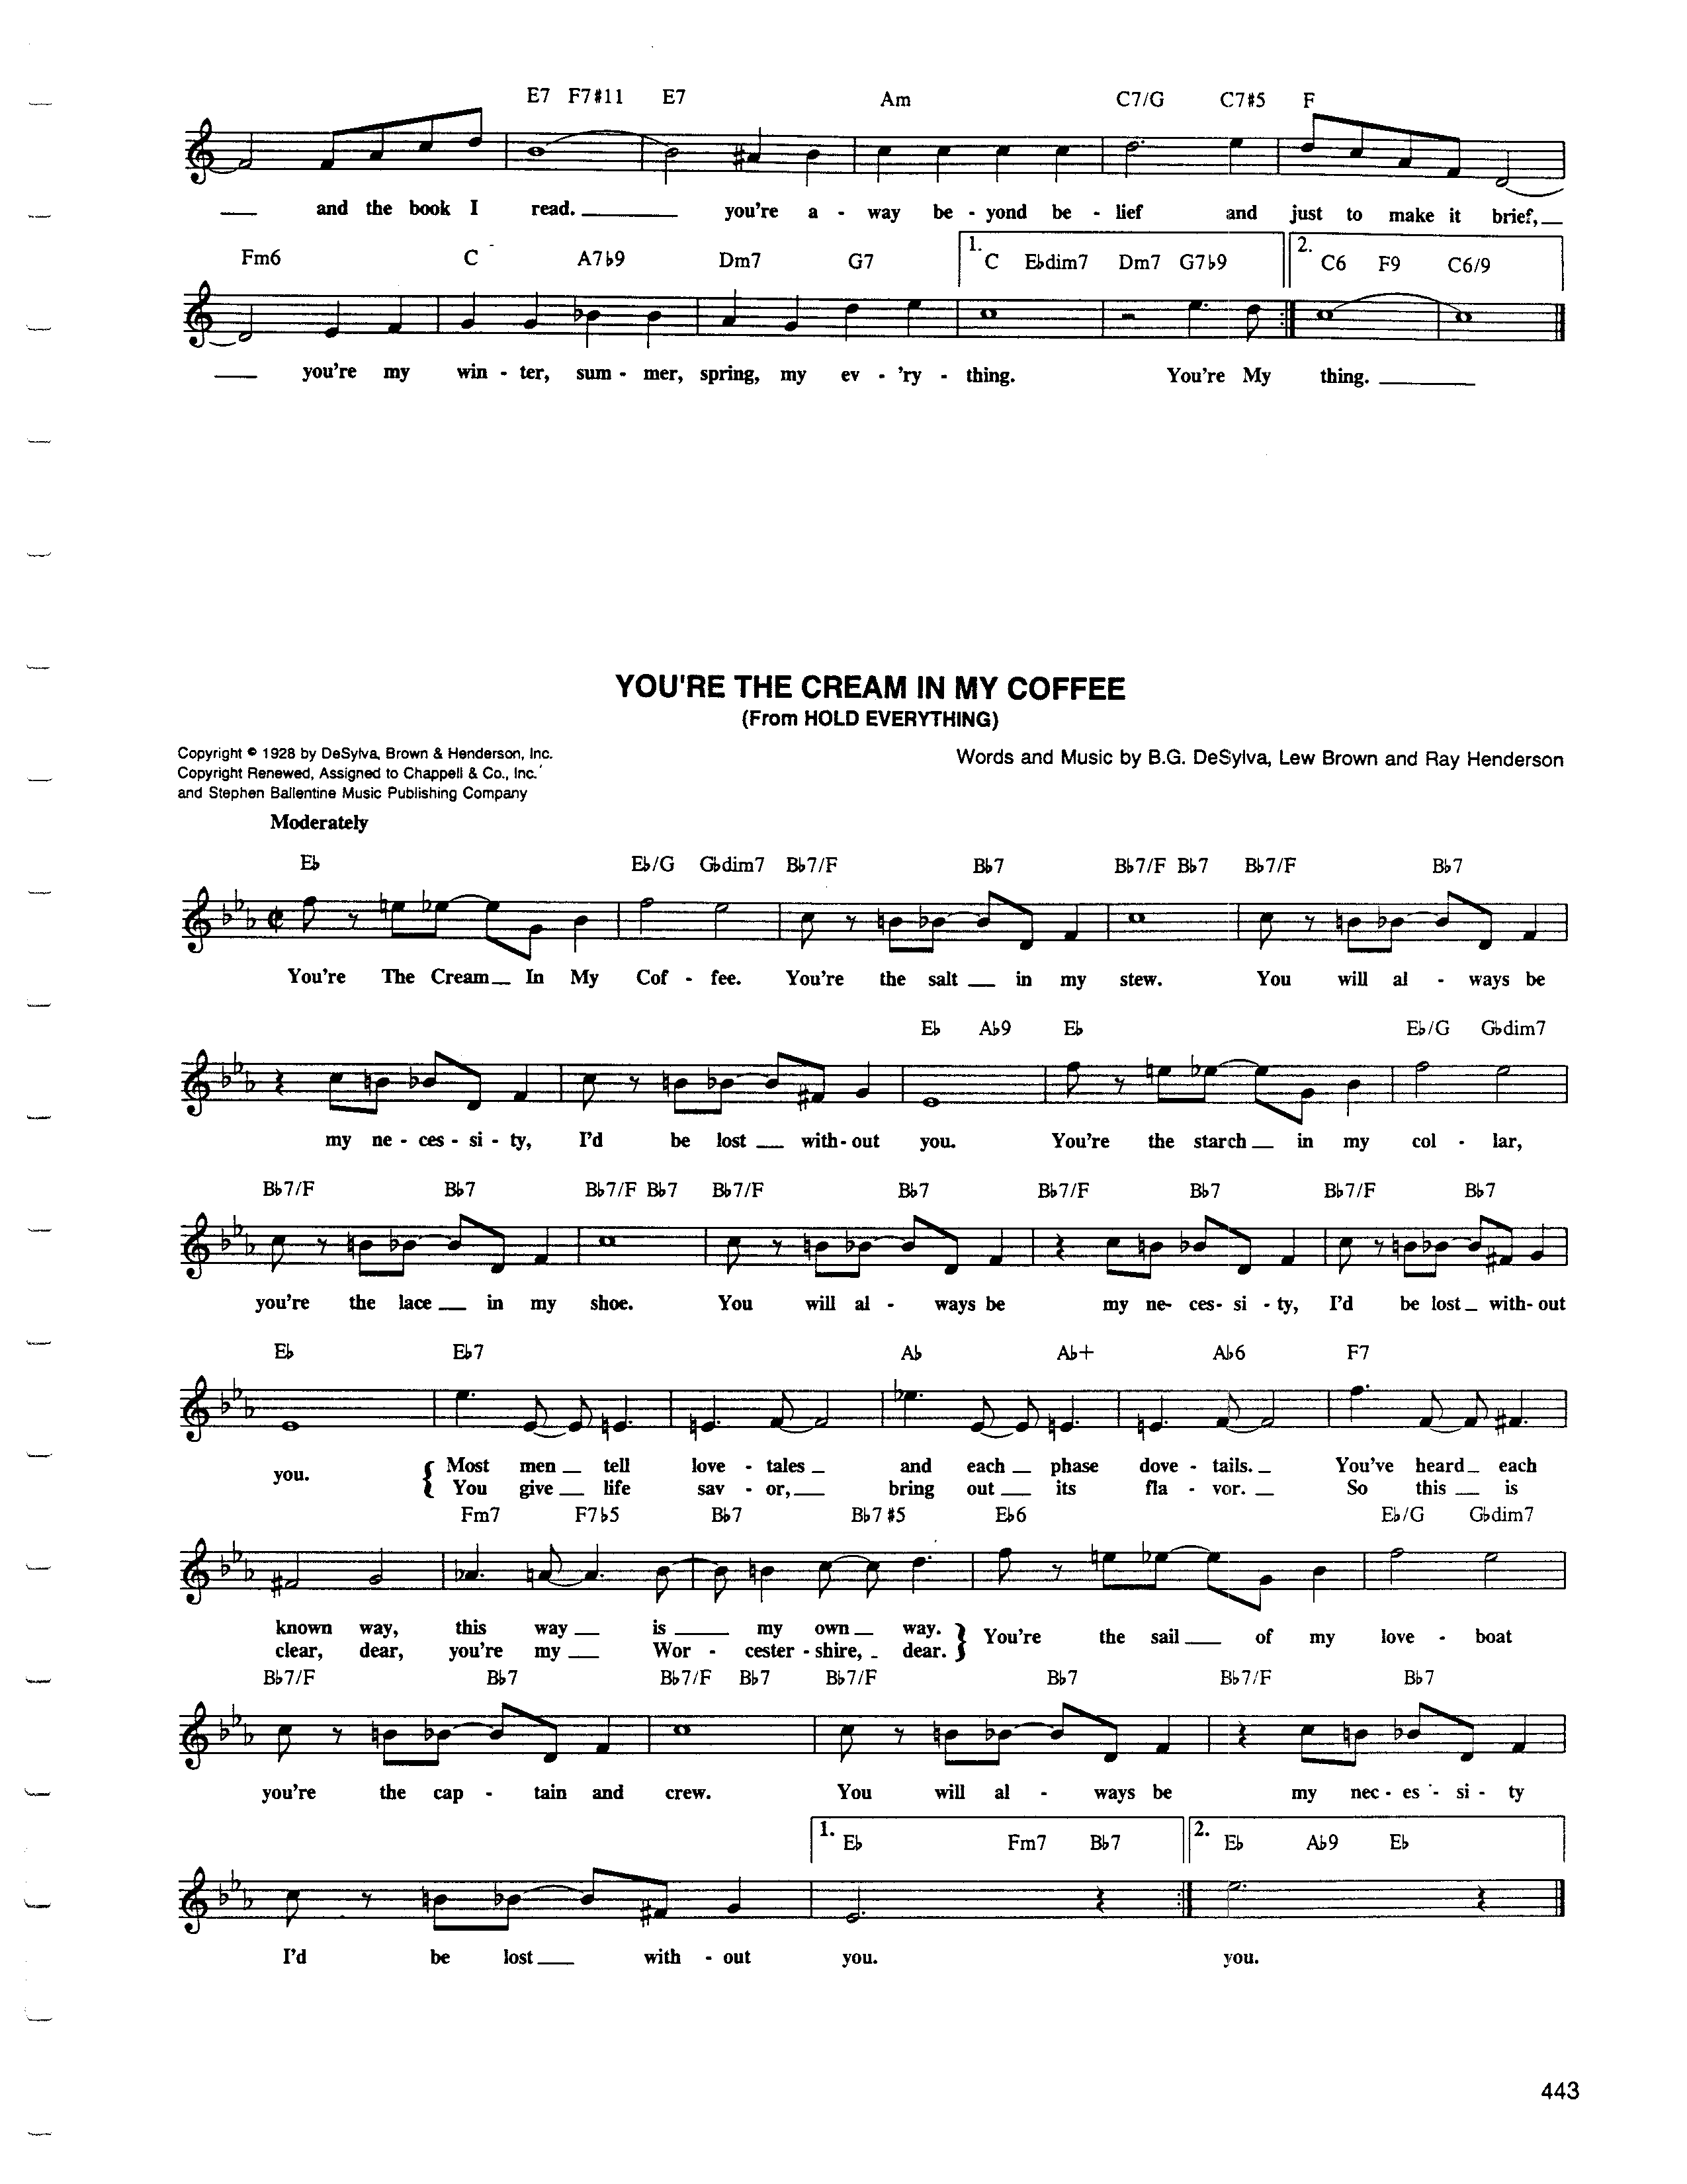 E7 F7#11 E7 Am C7/G C7#5 F
and the book I read. you're a - way be - yond be - lief and just to make it brief,
Fm6 C A7♭9 Dm7 G7 1. C E♭dim7 Dm7 G7♭9 2. C6 F9 C6/9
you're my win - ter, sum - mer, spring, my ev - 'ry - thing. You're My thing.
YOU'RE THE CREAM IN MY COFFEE
(From HOLD EVERYTHING)
Copyright © 1928 by DeSylva, Brown & Henderson, Inc.
Copyright Renewed, Assigned to Chappell & Co., Inc.
and Stephen Ballentine Music Publishing Company
Words and Music by B.G. DeSylva, Lew Brown and Ray Henderson
Moderately
E♭ E♭/G G♭dim7 B♭7/F B♭7 B♭7/F B♭7 B♭7/F B♭7
You're The Cream In My Cof - fee. You're the salt in my stew. You will al - ways be
E♭ A♭9 E♭ E♭/G G♭dim7
my ne - ces - si - ty, I'd be lost with - out you. You're the starch in my col - lar,
B♭7/F B♭7 B♭7/F B♭7 B♭7/F B♭7 B♭7/F B♭7 B♭7/F B♭7
you're the lace in my shoe. You will al - ways be my ne- ces- si - ty, I'd be lost with- out
E♭ E♭7 A♭ A♭+ A♭6 F7
you. { Most men tell love - tales and each phase dove - tails. You've heard each
You give life sav - or, bring out its fla - vor. So this is
Fm7 F7♭5 B♭7 B♭7#5 E♭6 E♭/G G♭dim7
known way, this way is my own way. } You're the sail of my love - boat
clear, dear, you're my Wor - cester - shire, dear.
B♭7/F B♭7 B♭7/F B♭7 B♭7/F B♭7 B♭7/F B♭7
you're the cap - tain and crew. You will al - ways be my nec - es - si - ty
1. E♭ Fm7 B♭7 2. E♭ A♭9 E♭
I'd be lost with - out you. you.
443